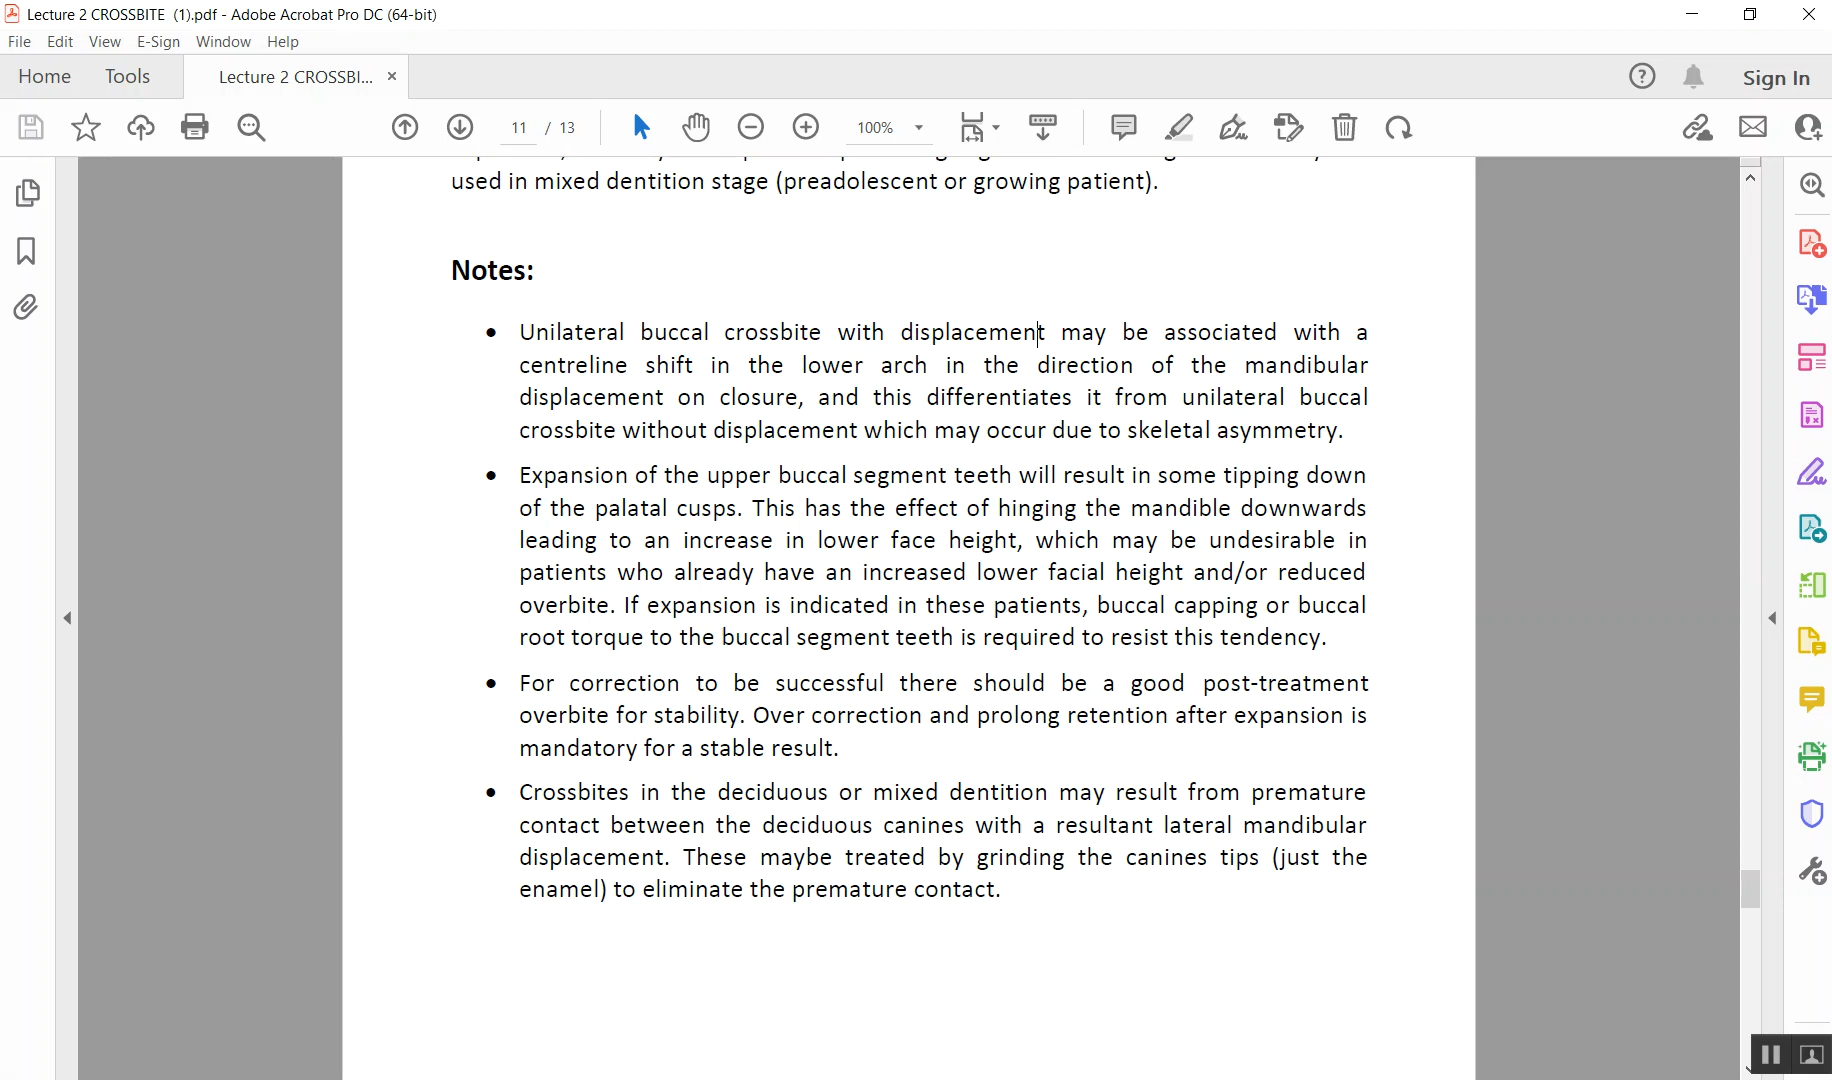 Lecture 2 CROSSBITE (1).pdf - Adobe Acrobat Pro DC (64-bit)
File Edit View E-Sign Window Help
Home Tools Lecture 2 CROSSBI... × Sign In
11 / 13 100%
used in mixed dentition stage (preadolescent or growing patient).
Notes:
• Unilateral buccal crossbite with displacement may be associated with a
centreline shift in the lower arch in the direction of the mandibular
displacement on closure, and this differentiates it from unilateral buccal
crossbite without displacement which may occur due to skeletal asymmetry.
• Expansion of the upper buccal segment teeth will result in some tipping down
of the palatal cusps. This has the effect of hinging the mandible downwards
leading to an increase in lower face height, which may be undesirable in
patients who already have an increased lower facial height and/or reduced
overbite. If expansion is indicated in these patients, buccal capping or buccal
root torque to the buccal segment teeth is required to resist this tendency.
• For correction to be successful there should be a good post-treatment
overbite for stability. Over correction and prolong retention after expansion is
mandatory for a stable result.
• Crossbites in the deciduous or mixed dentition may result from premature
contact between the deciduous canines with a resultant lateral mandibular
displacement. These maybe treated by grinding the canines tips (just the
enamel) to eliminate the premature contact.